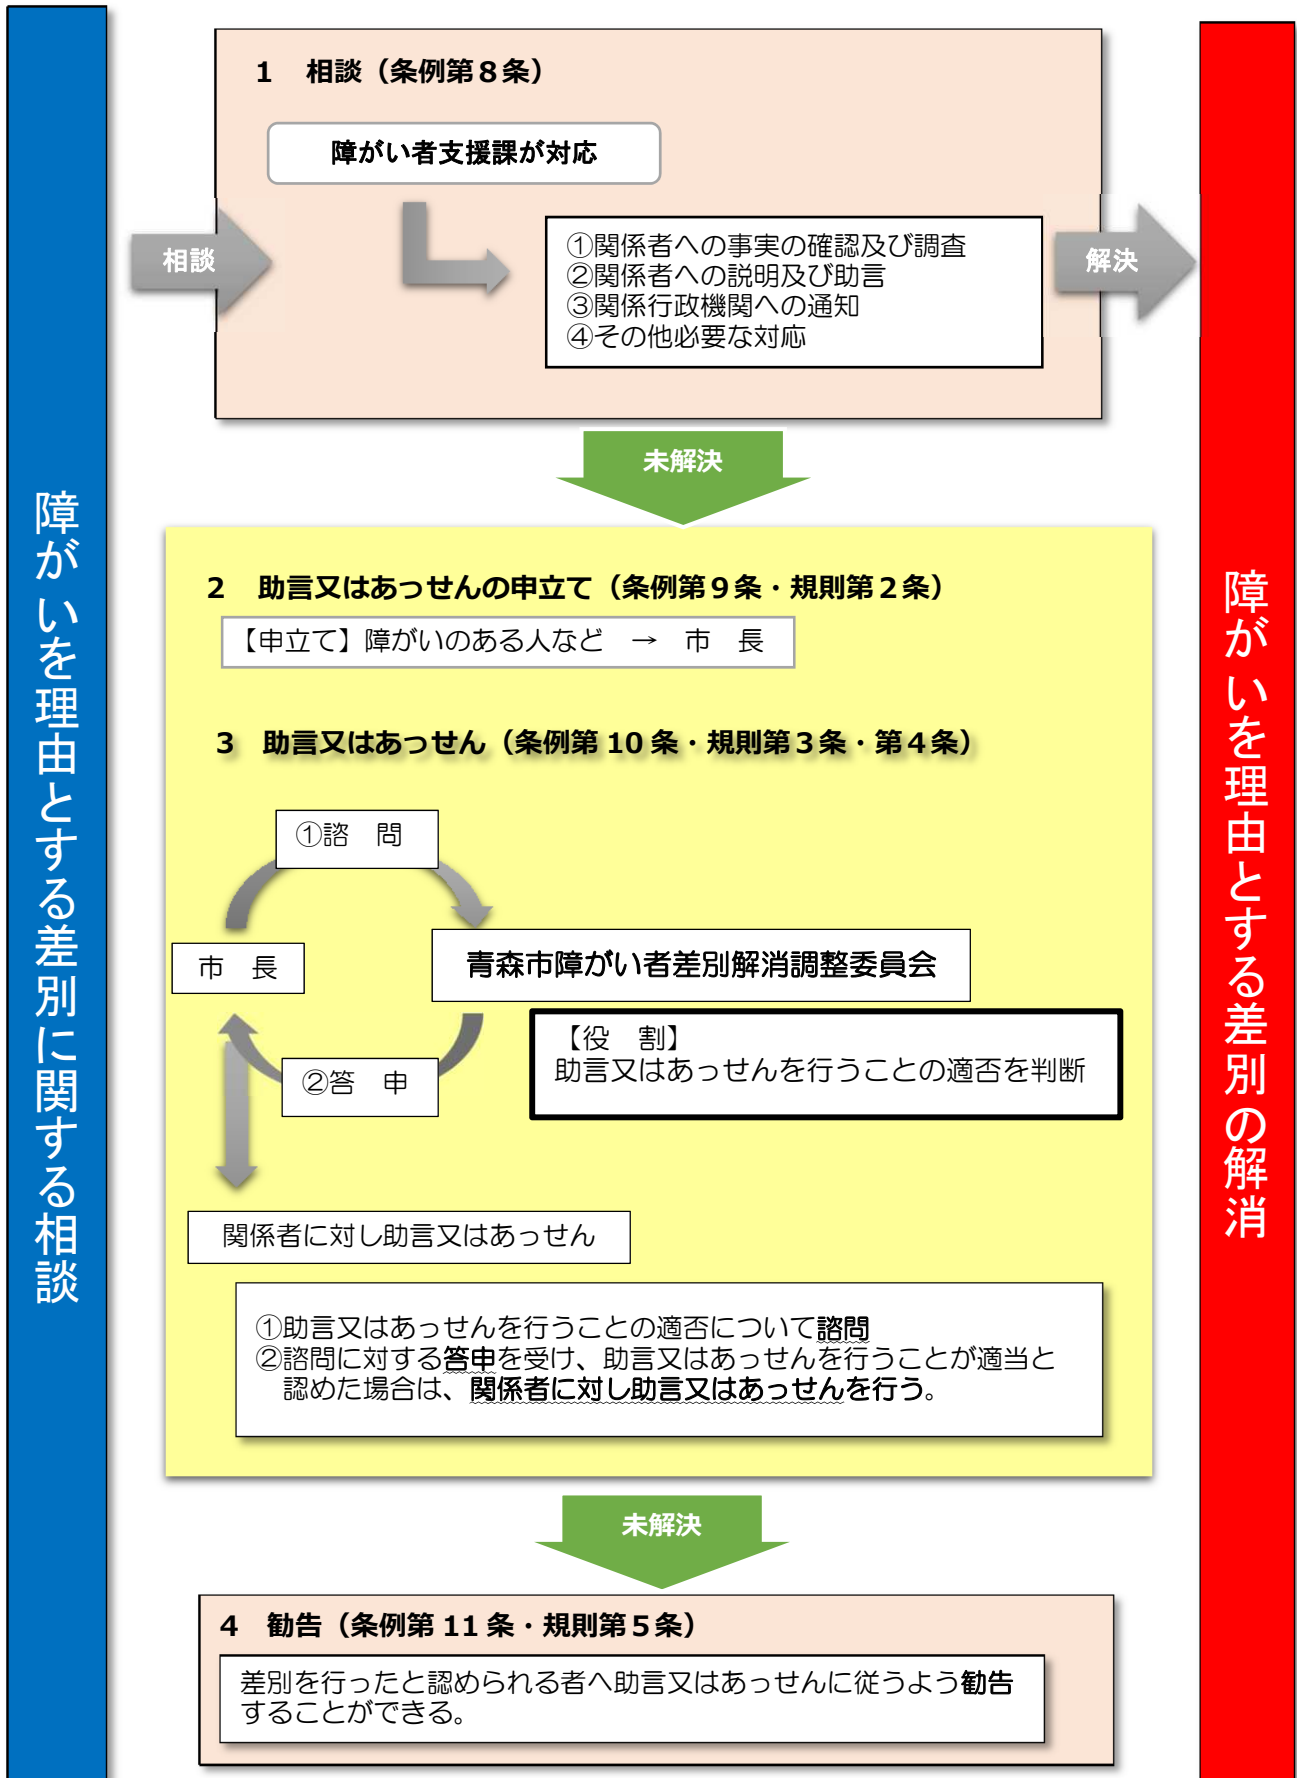 障がいを理由とする差別に関する相談
1 相談（条例第８条）
障がい者支援課が対応
相談
①関係者への事実の確認及び調査
②関係者への説明及び助言
③関係行政機関への通知
④その他必要な対応
解決
未解決
2 助言又はあっせんの申立て（条例第９条・規則第２条）
【申立て】障がいのある人など → 市 長
3 助言又はあっせん（条例第 10 条・規則第３条・第４条）
①諮 問
市 長
青森市障がい者差別解消調整委員会
【役 割】
助言又はあっせんを行うことの適否を判断
②答 申
関係者に対し助言又はあっせん
①助言又はあっせんを行うことの適否について諮問
②諮問に対する答申を受け、助言又はあっせんを行うことが適当と
認めた場合は、関係者に対し助言又はあっせんを行う。
未解決
4 勧告（条例第 11 条・規則第５条）
差別を行ったと認められる者へ助言又はあっせんに従うよう勧告
することができる。
障がいを理由とする差別の解消